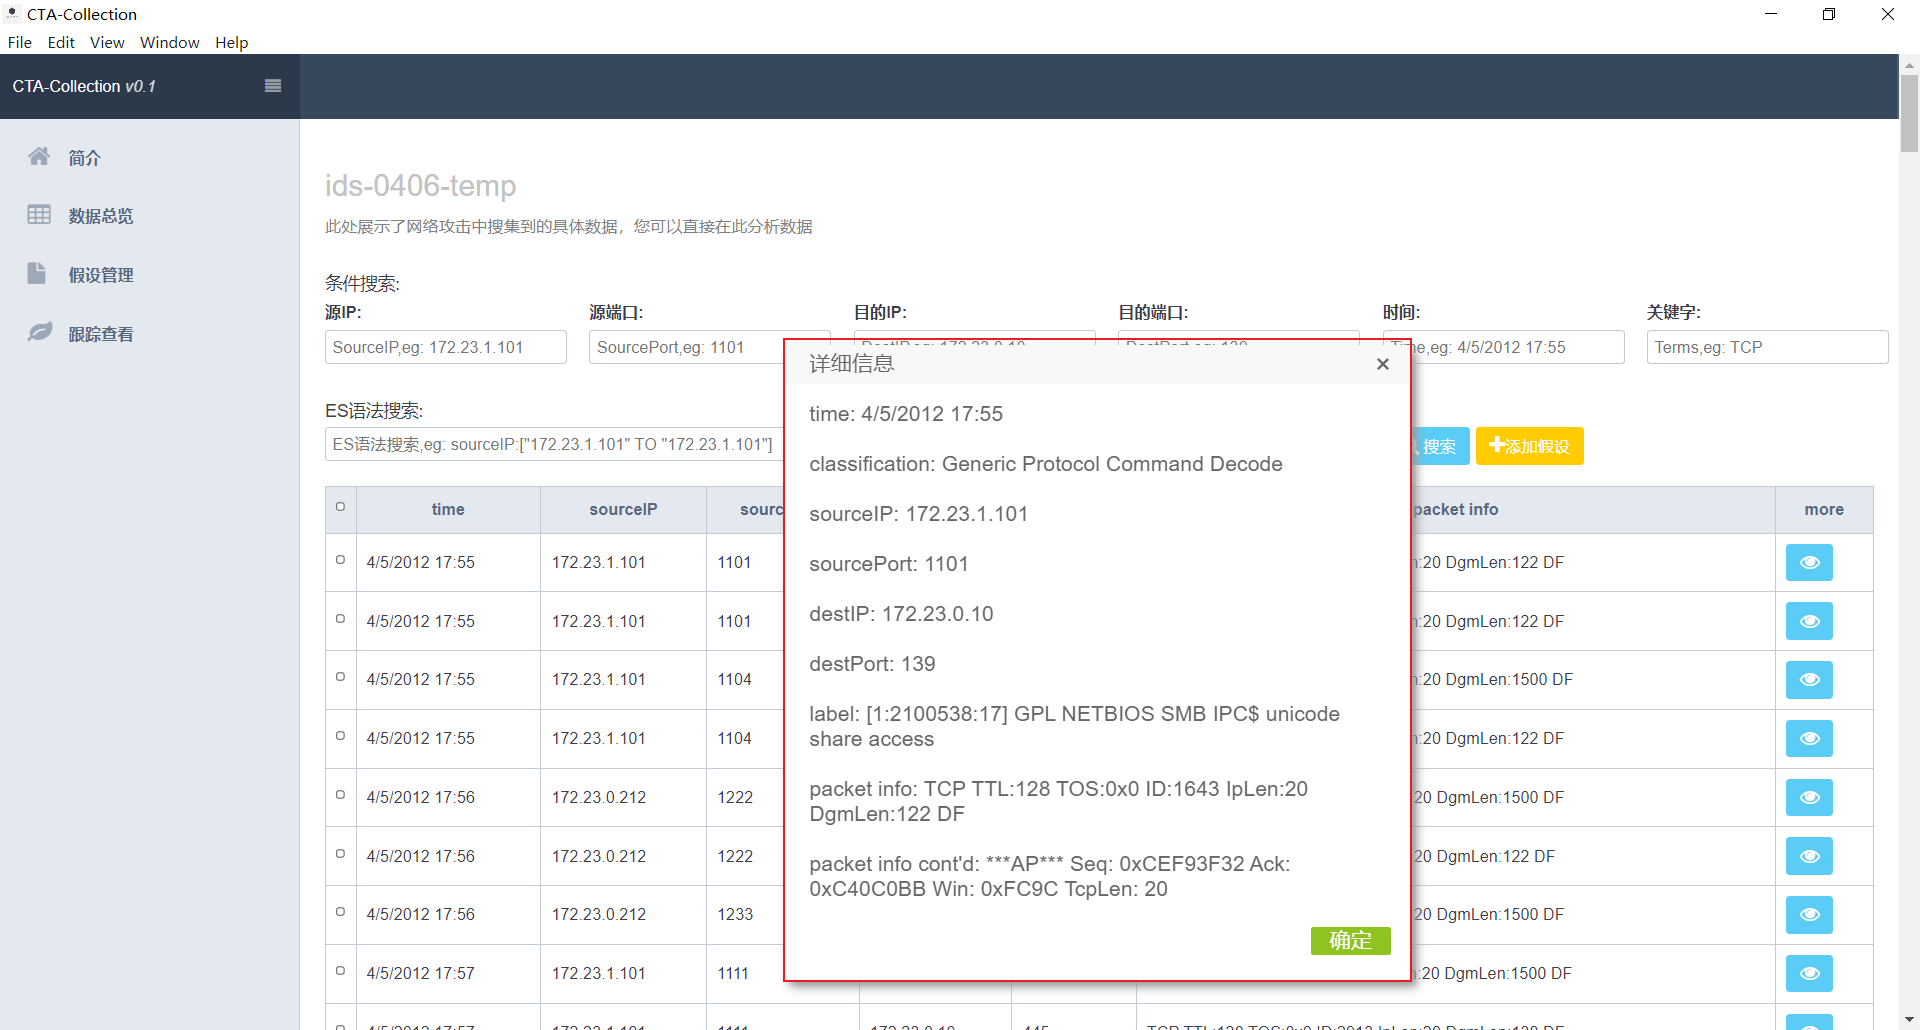 CTA-Collection
File Edit View Window Help
CTA-Collection v0.1
简介
数据总览
假设管理
跟踪查看
ids-0406-temp
此处展示了网络攻击中搜集到的具体数据，您可以直接在此分析数据
条件搜索:
源IP: 源端口: 目的IP: 目的端口: 时间: 关键字:
SourceIP,eg: 172.23.1.101 SourcePort,eg: 1101 Time,eg: 4/5/2012 17:55 Terms,eg: TCP
ES语法搜索:
ES语法搜索,eg: sourceIP:["172.23.1.101" TO "172.23.1.101"] 搜索 添加假设
time sourceIP sourc packet info more
4/5/2012 17:55 172.23.1.101 1101 :20 DgmLen:122 DF
4/5/2012 17:55 172.23.1.101 1101 :20 DgmLen:122 DF
4/5/2012 17:55 172.23.1.101 1104 :20 DgmLen:1500 DF
4/5/2012 17:55 172.23.1.101 1104 :20 DgmLen:122 DF
4/5/2012 17:56 172.23.0.212 1222 20 DgmLen:1500 DF
4/5/2012 17:56 172.23.0.212 1222 20 DgmLen:122 DF
4/5/2012 17:56 172.23.0.212 1233 20 DgmLen:1500 DF
4/5/2012 17:57 172.23.1.101 1111 :20 DgmLen:1500 DF
详细信息 ×
time: 4/5/2012 17:55
classification: Generic Protocol Command Decode
sourceIP: 172.23.1.101
sourcePort: 1101
destIP: 172.23.0.10
destPort: 139
label: [1:2100538:17] GPL NETBIOS SMB IPC$ unicode
share access
packet info: TCP TTL:128 TOS:0x0 ID:1643 IpLen:20
DgmLen:122 DF
packet info cont'd: ***AP*** Seq: 0xCEF93F32 Ack:
0xC40C0BB Win: 0xFC9C TcpLen: 20
确定